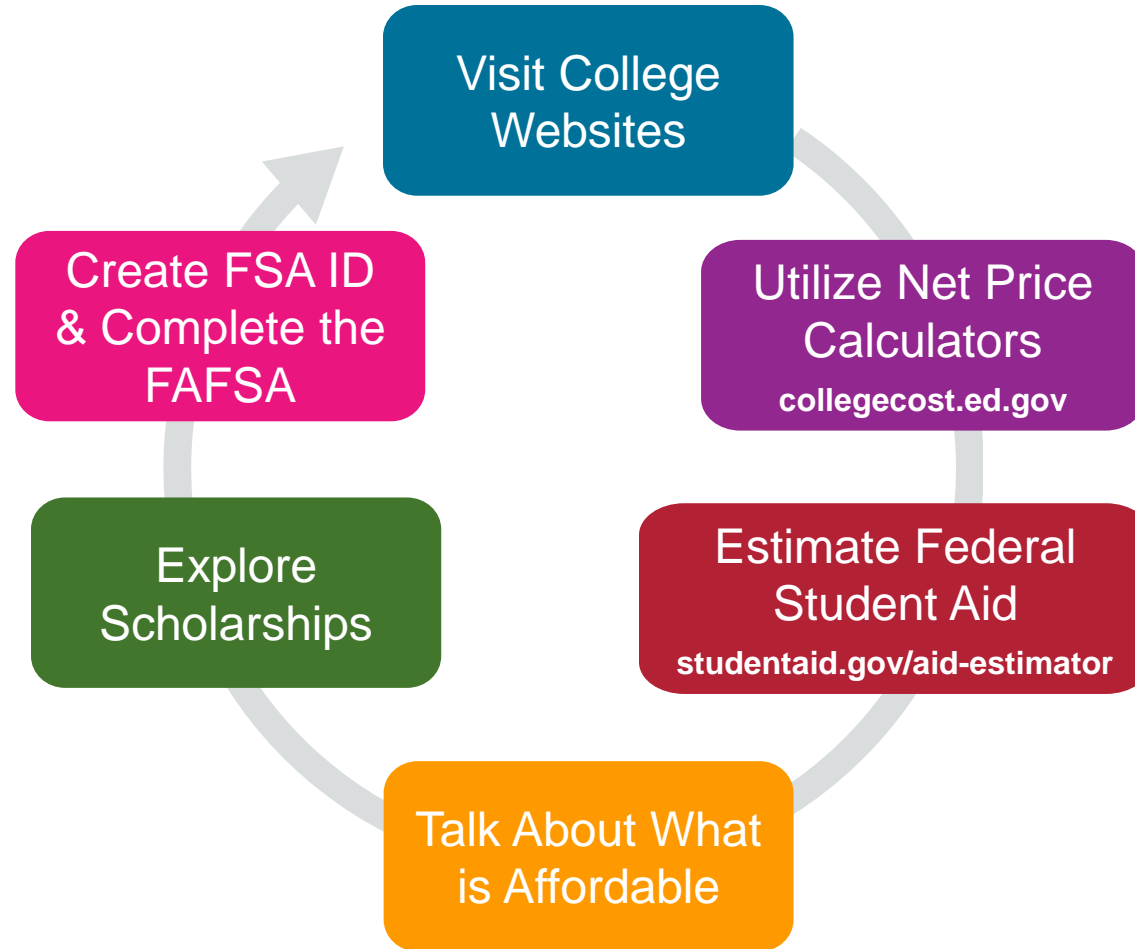 Visit College
Websites
Utilize Net Price
Calculators
collegecost.ed.gov
Estimate Federal
Student Aid
studentaid.gov/aid-estimator
Talk About What
is Affordable
Explore
Scholarships
Create FSA ID
& Complete the
FAFSA